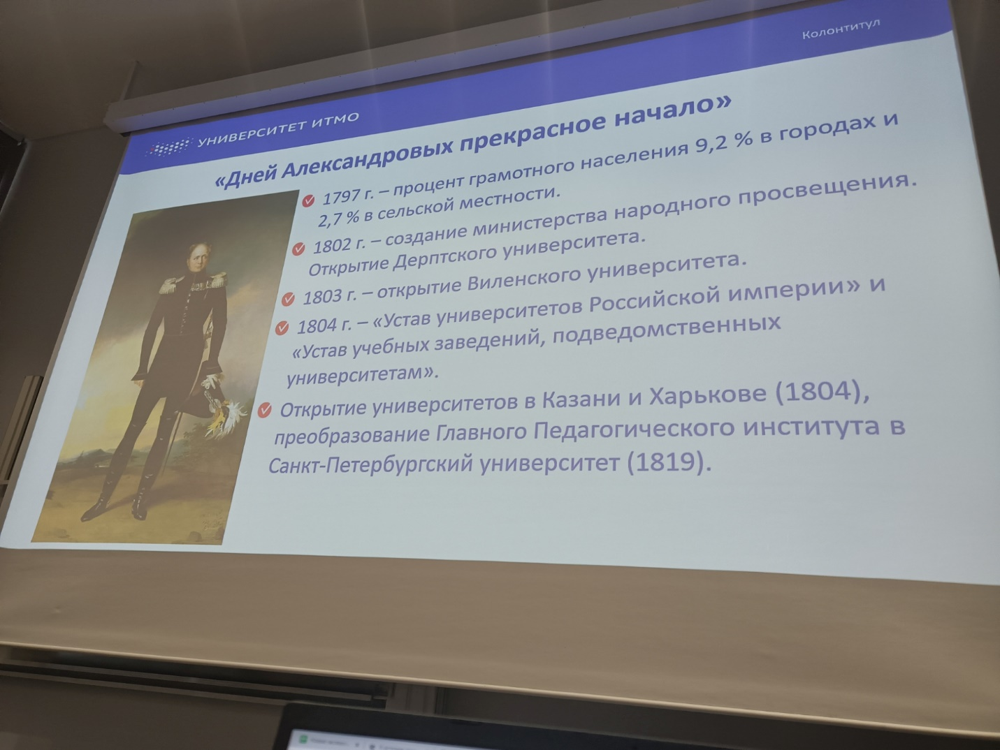 Колонтитул
УНИВЕРСИТЕТ ИТМО
«Дней Александровых прекрасное начало»
1797 г. – процент грамотного населения 9,2 % в городах и
2,7 % в сельской местности.
1802 г. – создание министерства народного просвещения.
Открытие Дерптского университета.
1803 г. – открытие Виленского университета.
1804 г. – «Устав университетов Российской империи» и
«Устав учебных заведений, подведомственных
университетам».
Открытие университетов в Казани и Харькове (1804),
преобразование Главного Педагогического института в
Санкт-Петербургский университет (1819).